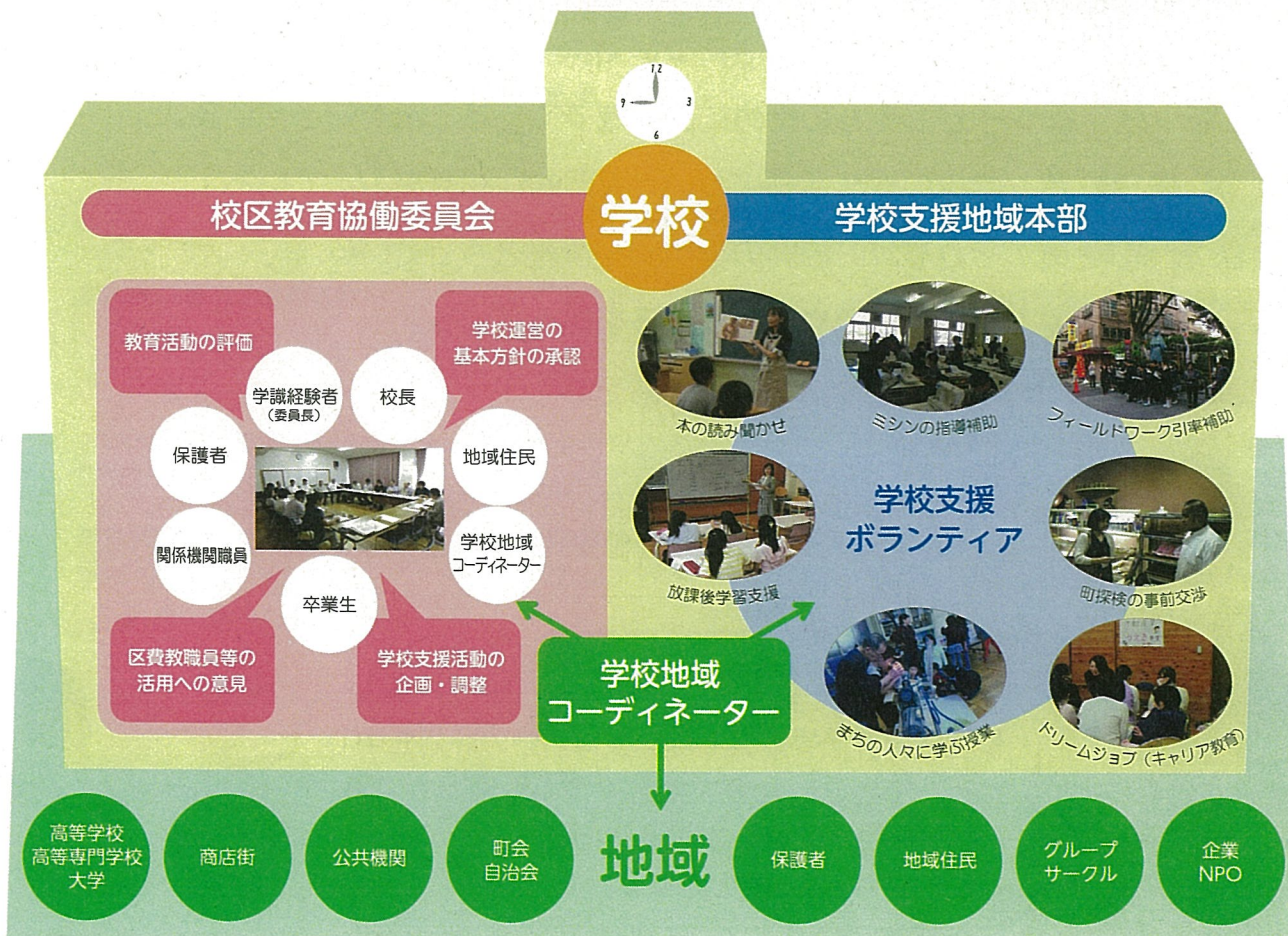 12
9
3
6
学校
校区教育協働委員会
学校支援地域本部
教育活動の評価
学校運営の
基本方針の承認
学識経験者
(委員長)
校長
保護者
地域住民
関係機関職員
学校地域
コーディネーター
卒業生
区費教職員等の
活用への意見
学校支援活動の
企画・調整
本の読み聞かせ
ミシンの指導補助
フィールドワーク引率補助
学校支援
ボランティア
放課後学習支援
町探検の事前交渉
まちの人々に学ぶ授業
ドリームジョブ(キャリア教育)
学校地域
コーディネーター
高等学校
高等専門学校
大学
商店街
公共機関
町会
自治会
地域
保護者
地域住民
グループ
サークル
企業
NPO